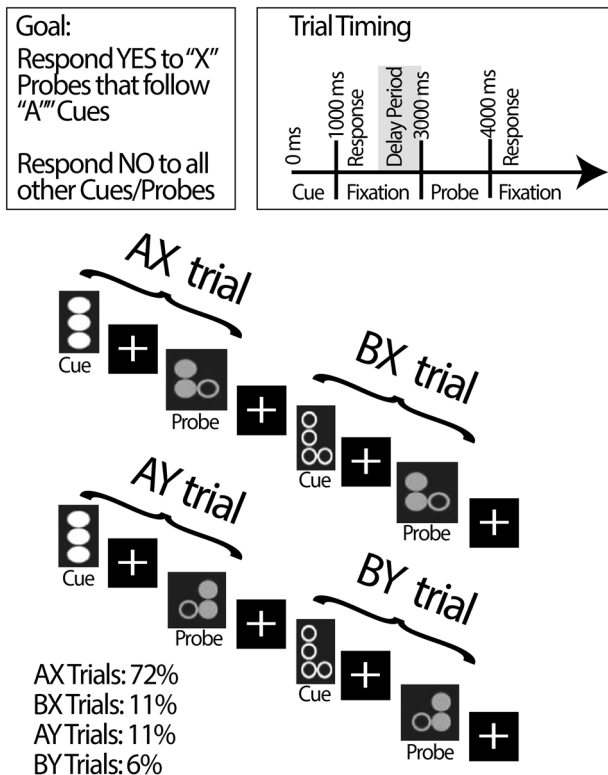 Goal:
Respond YES to "X"
Probes that follow
"A"" Cues
Respond NO to all
other Cues/Probes
Trial Timing
0 ms
1000 ms
Response
Delay Period
3000 ms
4000 ms
Response
Cue
Fixation
Probe
Fixation
AX trial
Cue
Probe
BX trial
Cue
Probe
AY trial
Cue
Probe
BY trial
Cue
Probe
AX Trials: 72%
BX Trials: 11%
AY Trials: 11%
BY Trials: 6%